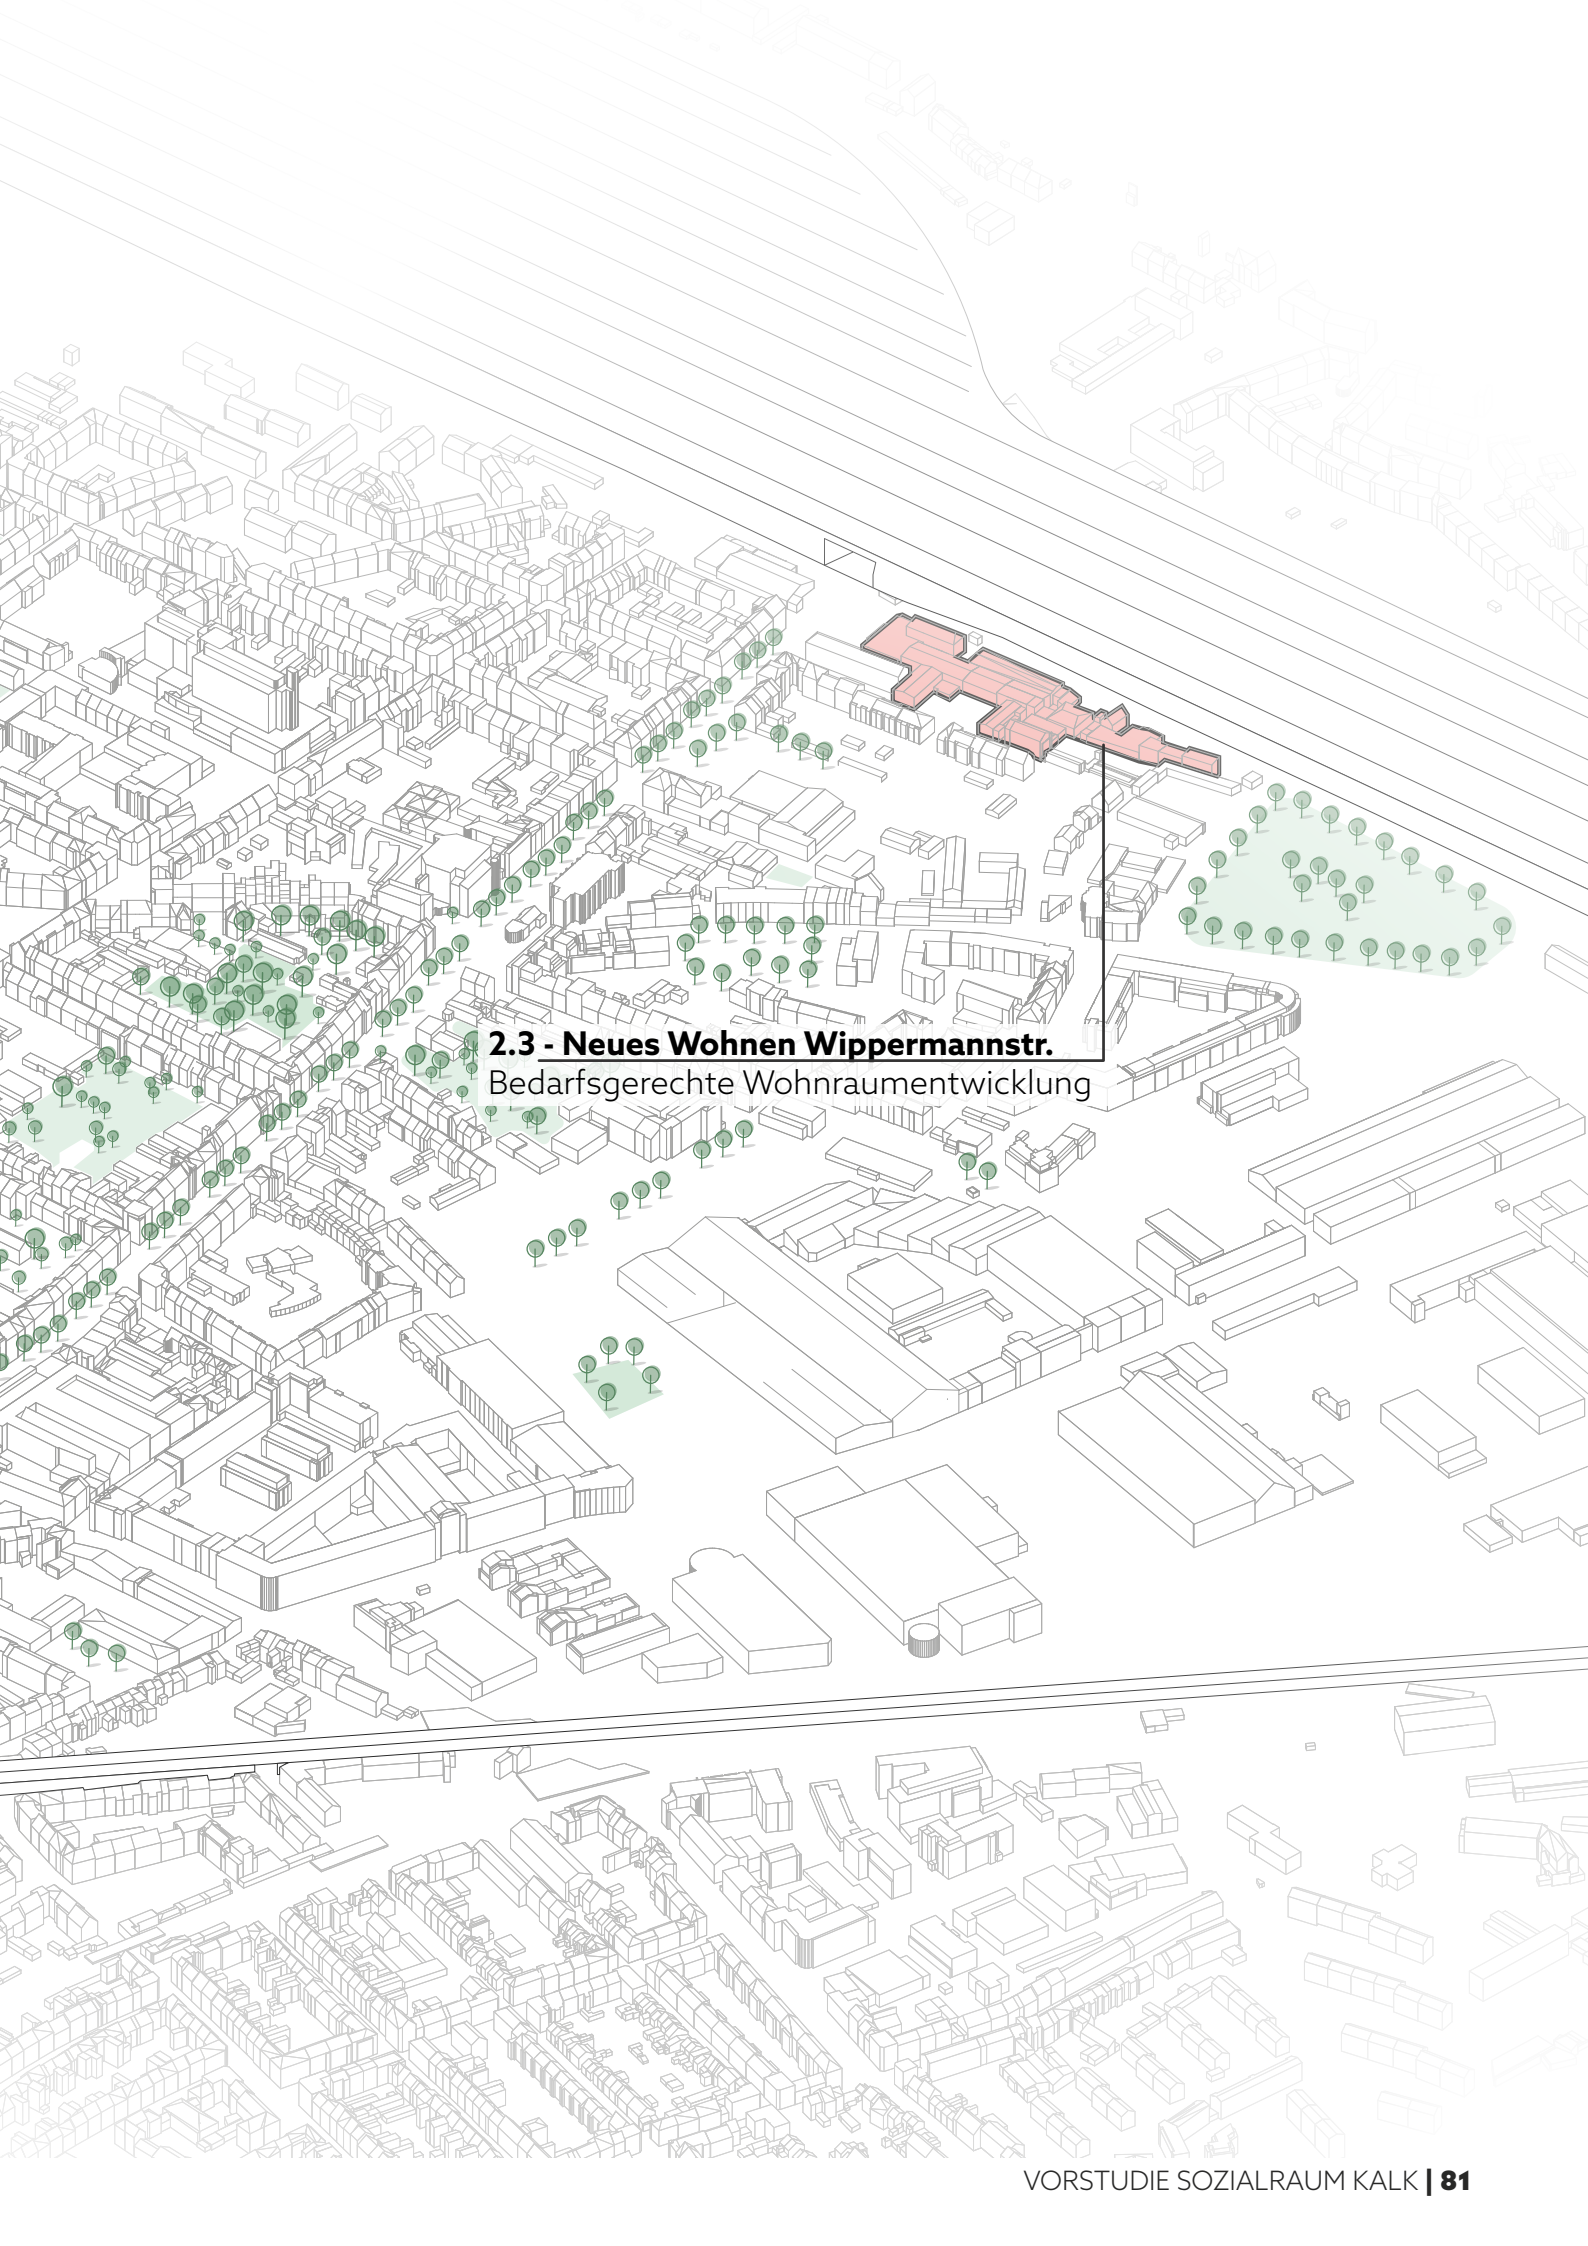 2.3 - Neues Wohnen Wippermannstr.
Bedarfsgerechte Wohnraumentwicklung
VORSTUDIE SOZIALRAUM KALK | 81